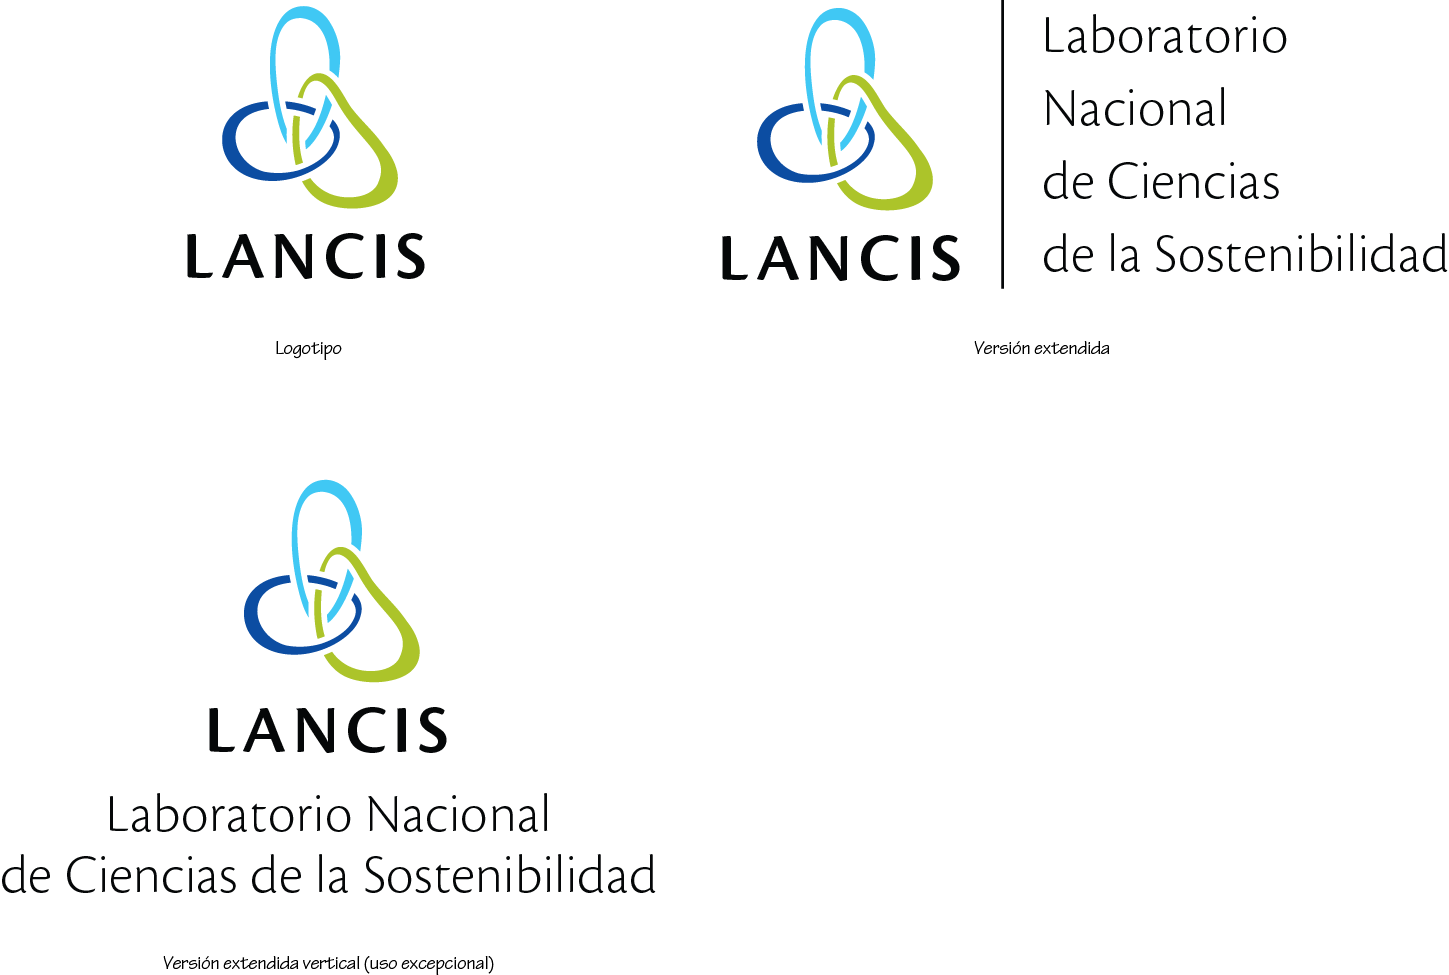 LANCIS
Logotipo
LANCIS
Laboratorio
Nacional
de Ciencias
de la Sostenibilidad
Versión extendida
LANCIS
Laboratorio Nacional
de Ciencias de la Sostenibilidad
Versión extendida vertical (uso excepcional)